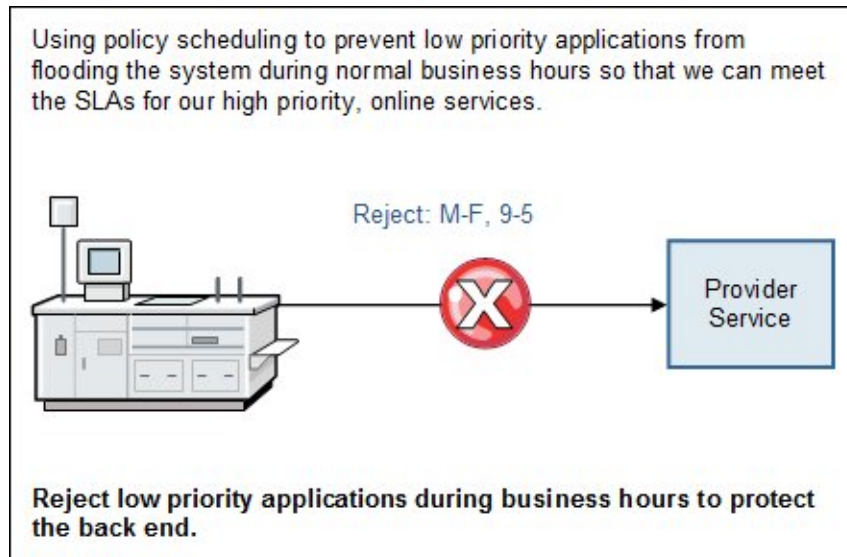 Using policy scheduling to prevent low priority applications from
flooding the system during normal business hours so that we can meet
the SLAs for our high priority, online services.
Reject: M-F, 9-5
X
Provider
Service
Reject low priority applications during business hours to protect
the back end.